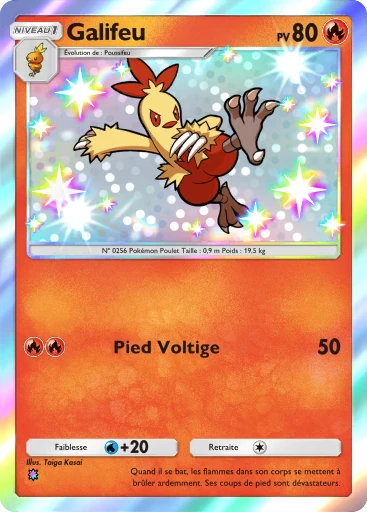 NIVEAU 1
Galifeu
PV 80
Évolution de : Poussifeu
N° 0256 Pokémon Poulet Taille : 0,9 m Poids : 19,5 kg
Pied Voltige 50
Faiblesse +20 Retraite
Illus. Taiga Kasai
Quand il se bat, les flammes dans son corps se mettent à
brûler ardemment. Ses coups de pied sont dévastateurs.